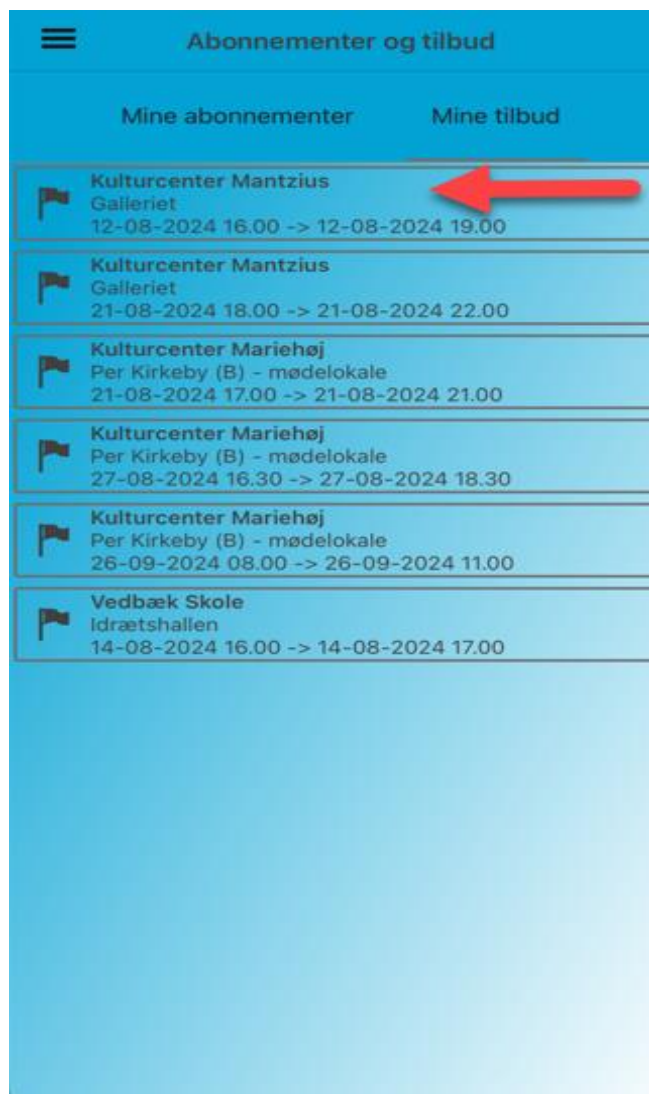 Abonnementer og tilbud
Mine abonnementer Mine tilbud
Kulturcenter Mantzius
Galleriet
12-08-2024 16.00 -> 12-08-2024 19.00
Kulturcenter Mantzius
Galleriet
21-08-2024 18.00 -> 21-08-2024 22.00
Kulturcenter Mariehøj
Per Kirkeby (B) - mødelokale
21-08-2024 17.00 -> 21-08-2024 21.00
Kulturcenter Mariehøj
Per Kirkeby (B) - mødelokale
27-08-2024 16.30 -> 27-08-2024 18.30
Kulturcenter Mariehøj
Per Kirkeby (B) - mødelokale
26-09-2024 08.00 -> 26-09-2024 11.00
Vedbæk Skole
Idrætshallen
14-08-2024 16.00 -> 14-08-2024 17.00